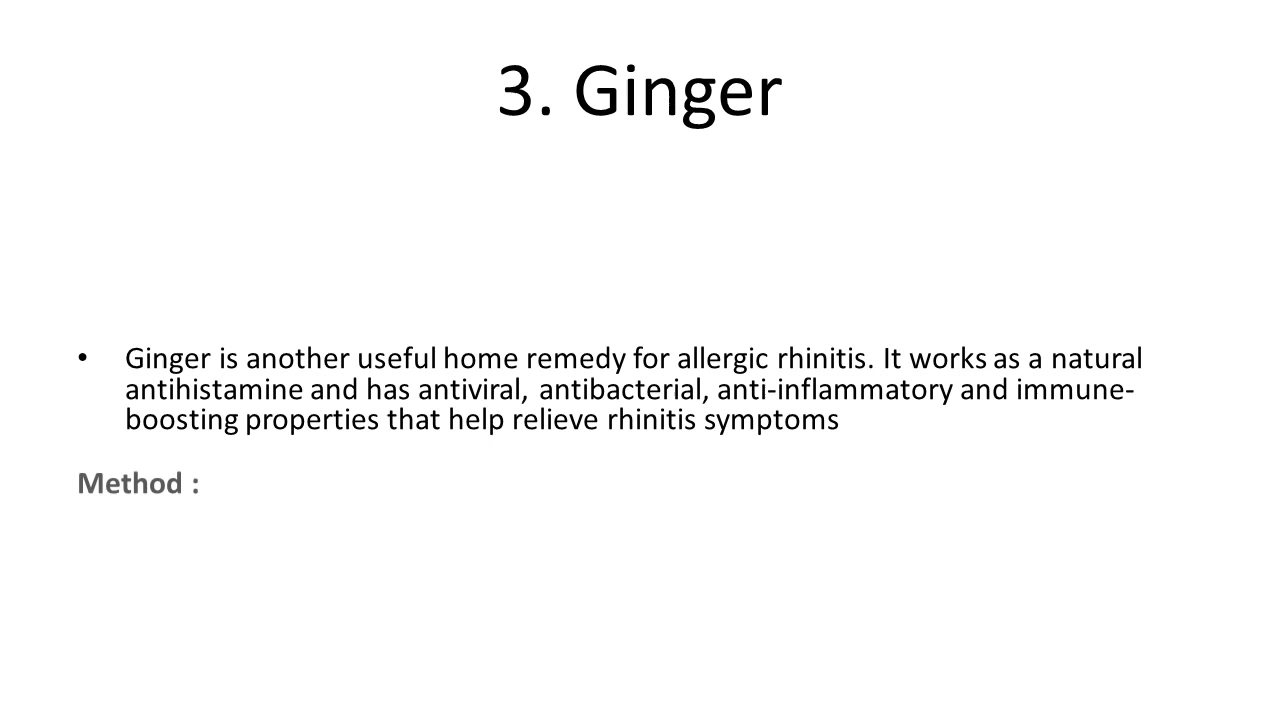 3. Ginger
• Ginger is another useful home remedy for allergic rhinitis. It works as a natural
antihistamine and has antiviral, antibacterial, anti-inflammatory and immune-
boosting properties that help relieve rhinitis symptoms
Method :